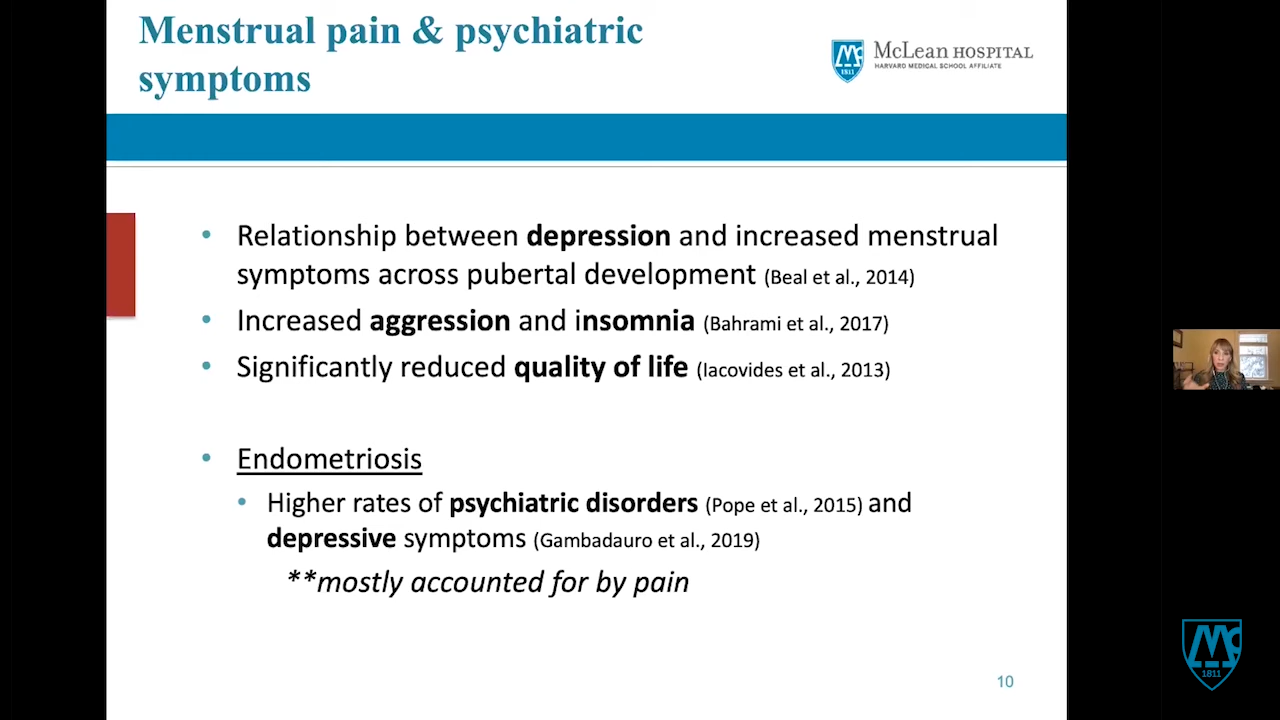 Menstrual pain & psychiatric
symptoms
McLean HOSPITAL
HARVARD MEDICAL SCHOOL AFFILIATE
1811
• Relationship between depression and increased menstrual
symptoms across pubertal development (Beal et al., 2014)
• Increased aggression and insomnia (Bahrami et al., 2017)
• Significantly reduced quality of life (Iacovides et al., 2013)
• Endometriosis
• Higher rates of psychiatric disorders (Pope et al., 2015) and
depressive symptoms (Gambadauro et al., 2019)
**mostly accounted for by pain
10
1811